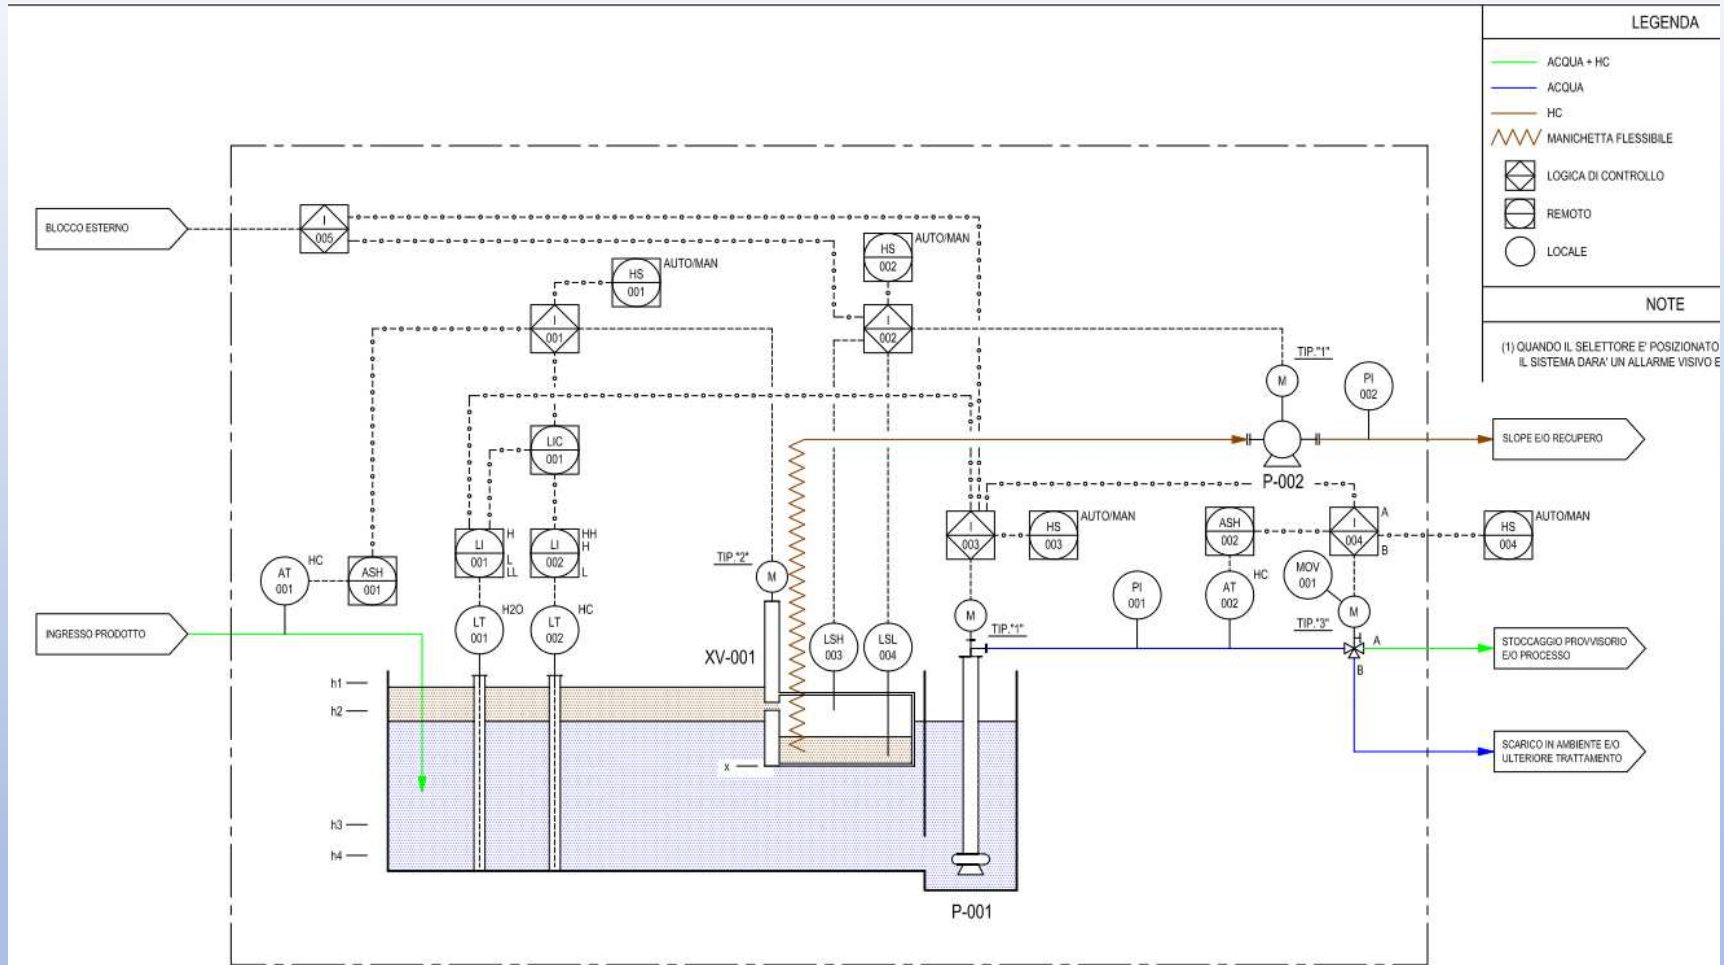 LEGENDA
ACQUA + HC
ACQUA
HC
MANICHETTA FLESSIBILE
LOGICA DI CONTROLLO
REMOTO
LOCALE
NOTE
(1) QUANDO IL SELETTORE E' POSIZIONATO
IL SISTEMA DARA' UN ALLARME VISIVO E
BLOCCO ESTERNO
I
005
HS
001
AUTO/MAN
HS
002
AUTO/MAN
I
001
I
002
TIP."1"
M
PI
002
LIC
001
SLOPE E/O RECUPERO
P-002
LI
001
H
L
LL
LI
002
HH
H
L
I
003
HS
003
AUTO/MAN
ASH
002
I
004
A
B
HS
004
AUTO/MAN
AT
001
HC
ASH
001
TIP."2"
M
MOV
001
PI
001
AT
002
HC
M
TIP."3"
INGRESSO PRODOTTO
LT
001
H2O
LT
002
HC
M
TIP."1"
XV-001
LSH
003
LSL
004
A
B
STOCCAGGIO PROVVISORIO
E/O PROCESSO
h1
h2
x
SCARICO IN AMBIENTE E/O
ULTERIORE TRATTAMENTO
h3
h4
P-001